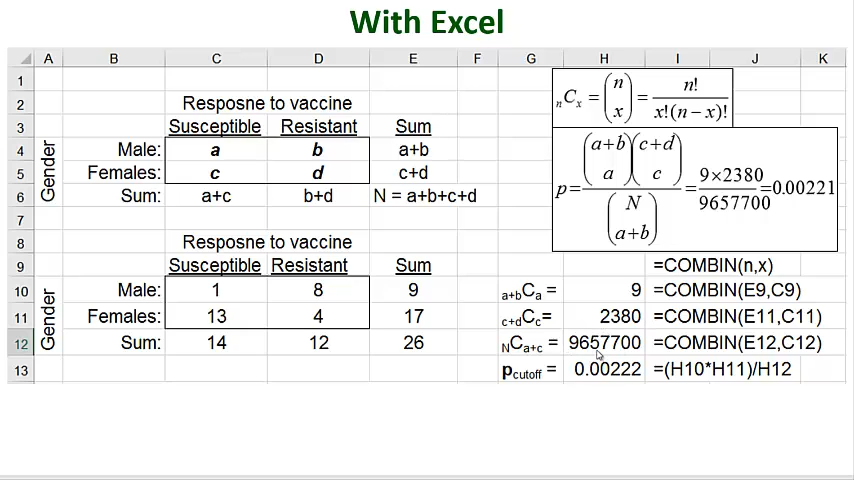 With Excel
A B C D E F G H I J K
1
2 Resposne to vaccine
3 Susceptible Resistant Sum
4 Male: a b a+b
5 Females: c d c+d
6 Sum: a+c b+d N = a+b+c+d
Gender
7
8 Resposne to vaccine
9 Susceptible Resistant Sum
10 Male: 1 8 9
11 Females: 13 4 17
12 Sum: 14 12 26
13
Gender
nCx = (n x) = n! / x!(n−x)!
p = (a+b a)(c+d c) / (N a+b) = 9×2380 / 9657700 = 0.00221
=COMBIN(n,x)
a+bCa = 9 =COMBIN(E9,C9)
c+dCc= 2380 =COMBIN(E11,C11)
NCa+c = 9657700 =COMBIN(E12,C12)
pcutoff = 0.00222 =(H10*H11)/H12